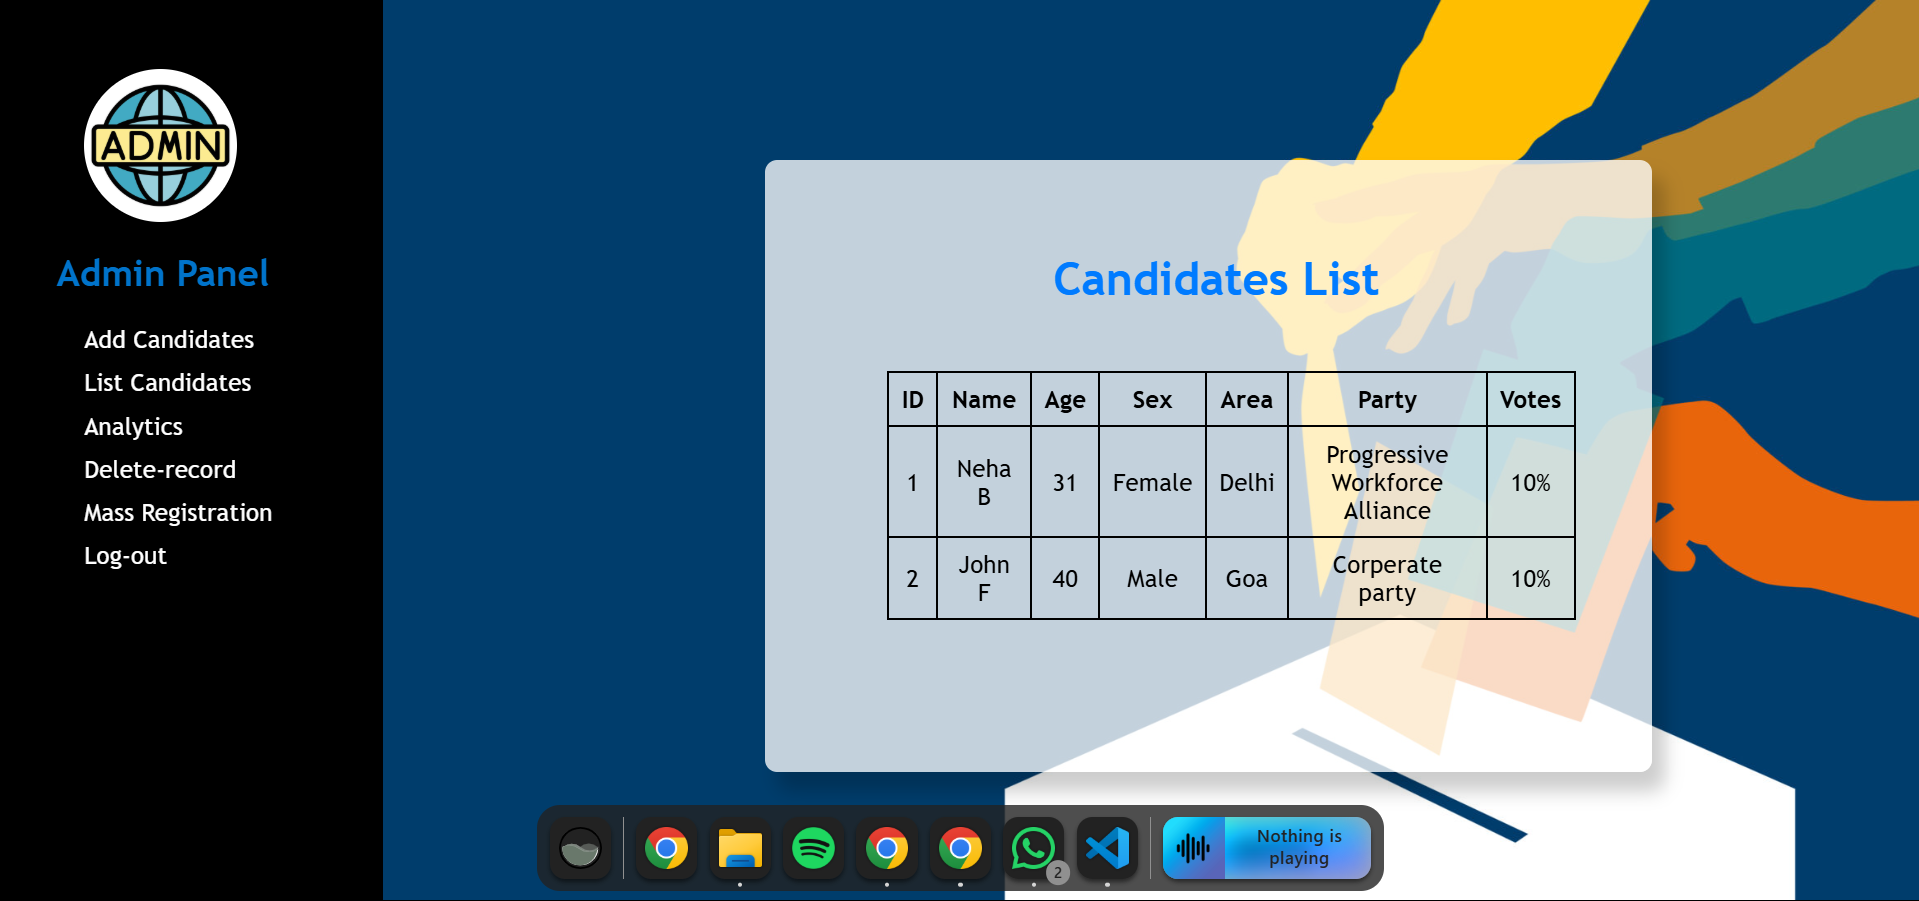 ADMIN
Admin Panel
Add Candidates
List Candidates
Analytics
Delete-record
Mass Registration
Log-out
Candidates List
ID Name Age Sex Area Party Votes
1 Neha B 31 Female Delhi Progressive Workforce Alliance 10%
2 John F 40 Male Goa Corperate party 10%
2
Nothing is
playing